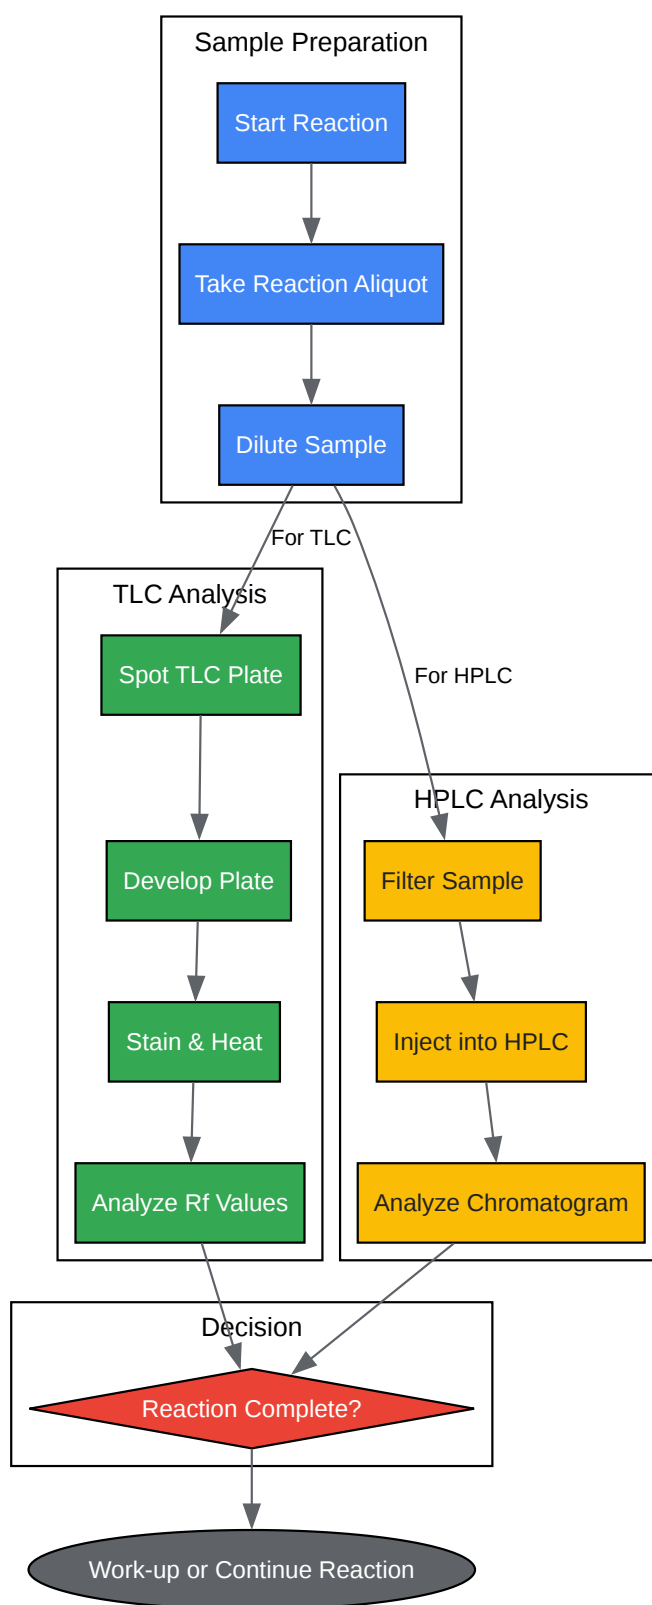 Sample Preparation
Start Reaction
Take Reaction Aliquot
Dilute Sample
For TLC
TLC Analysis
Spot TLC Plate
For HPLC
HPLC Analysis
Develop Plate
Filter Sample
Stain & Heat
Inject into HPLC
Analyze Rf Values
Analyze Chromatogram
Decision
Reaction Complete?
Work-up or Continue Reaction